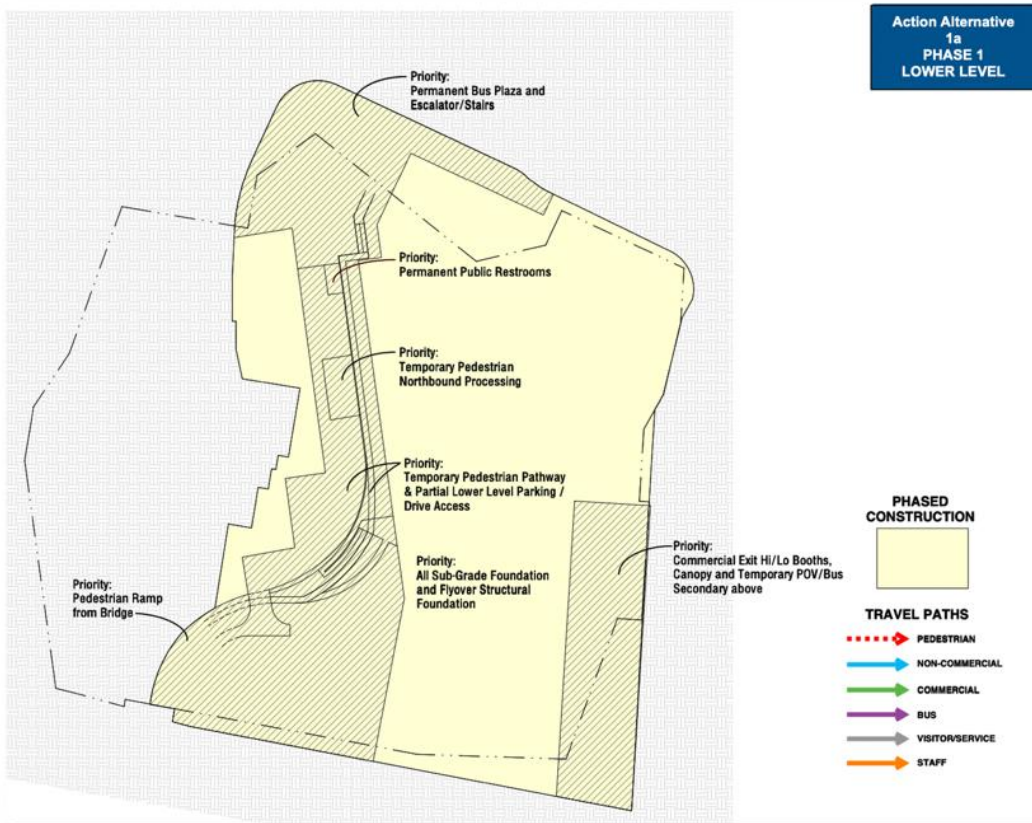 Action Alternative
1a
PHASE 1
LOWER LEVEL
Priority:
Permanent Bus Plaza and
Escalator/Stairs
Priority:
Permanent Public Restrooms
Priority:
Temporary Pedestrian
Northbound Processing
Priority:
Temporary Pedestrian Pathway
& Partial Lower Level Parking /
Drive Access
Priority:
All Sub-Grade Foundation
and Flyover Structural
Foundation
Priority:
Pedestrian Ramp
from Bridge
Priority:
Commercial Exit Hi/Lo Booths,
Canopy and Temporary POV/Bus
Secondary above
PHASED
CONSTRUCTION
TRAVEL PATHS
PEDESTRIAN
NON-COMMERCIAL
COMMERCIAL
BUS
VISITOR/SERVICE
STAFF